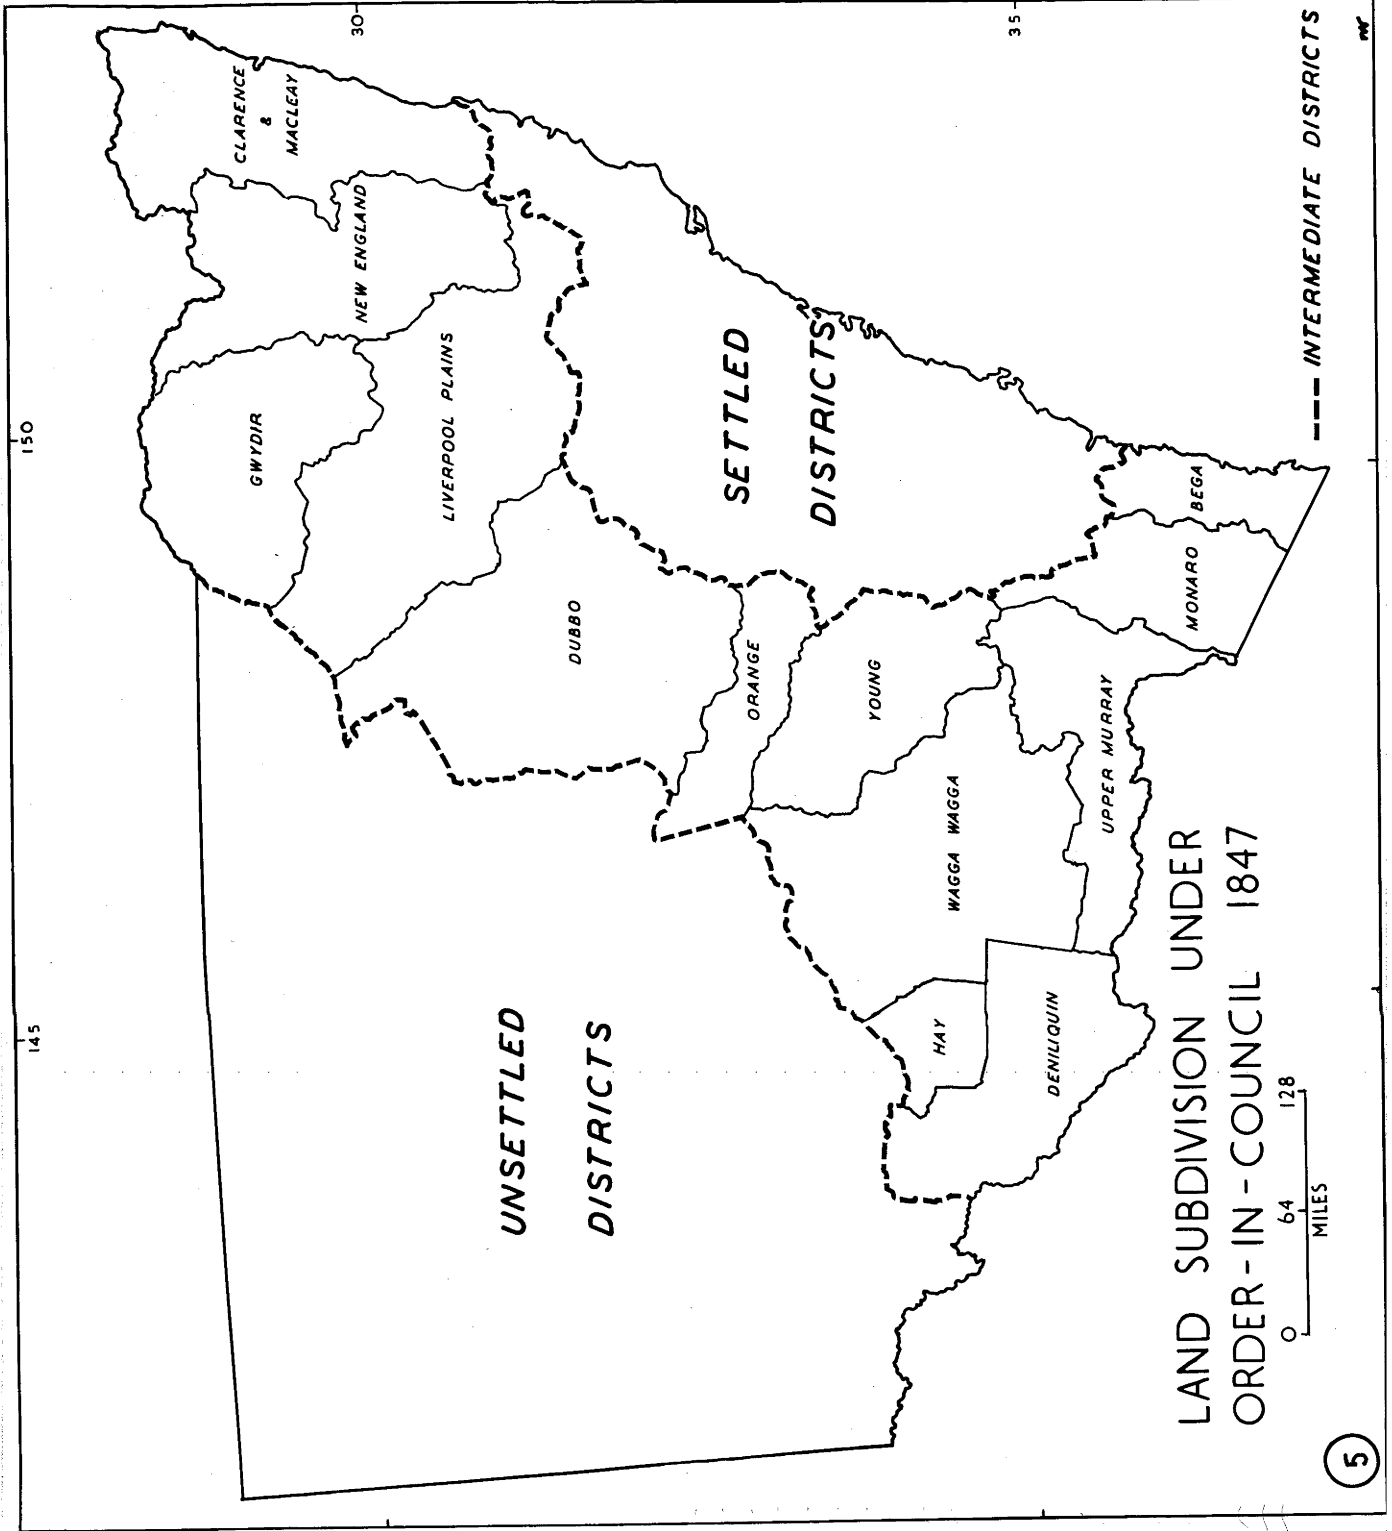 145
150
30
35
CLARENCE
&
MACLEAY
NEW ENGLAND
GWYDIR
LIVERPOOL PLAINS
DUBBO
UNSETTLED
DISTRICTS
SETTLED
DISTRICTS
ORANGE
YOUNG
WAGGA WAGGA
HAY
DENILIQUIN
UPPER MURRAY
MONARO
BEGA
LAND SUBDIVISION UNDER
ORDER-IN-COUNCIL 1847
0 64 128
MILES
INTERMEDIATE DISTRICTS
5